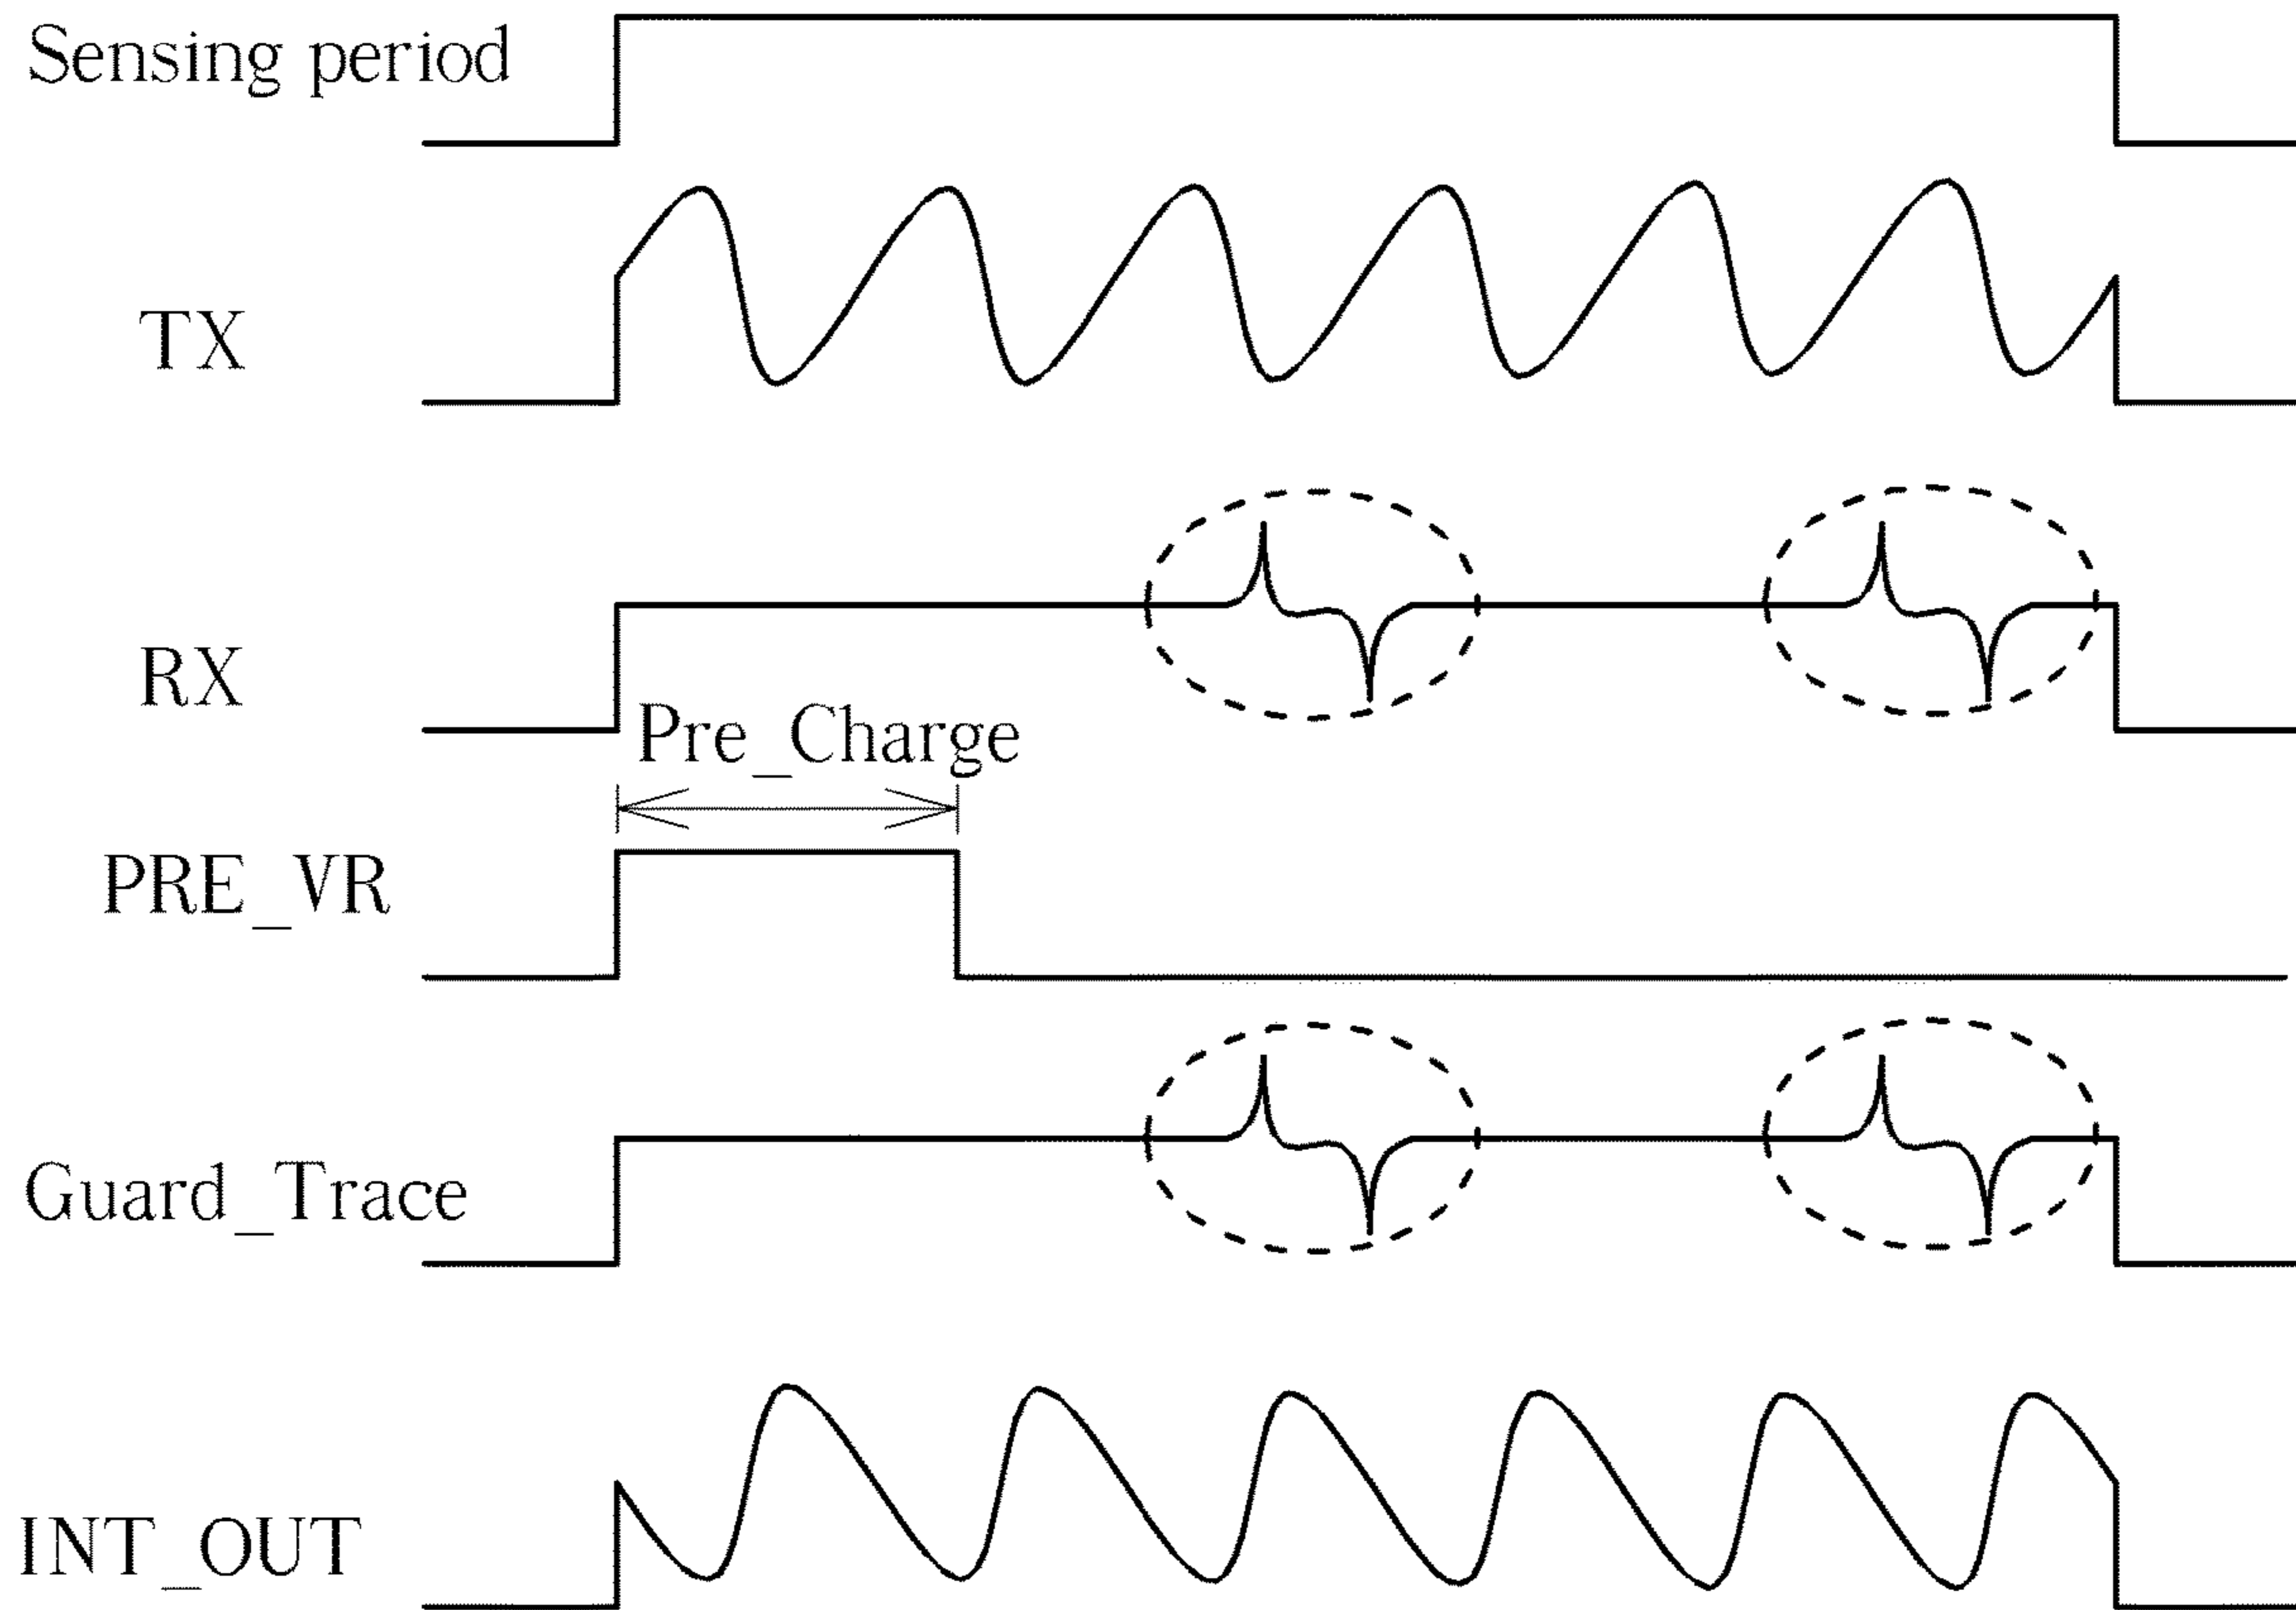 Sensing period
TX
RX
Pre_Charge
PRE_VR
Guard_Trace
INT_OUT